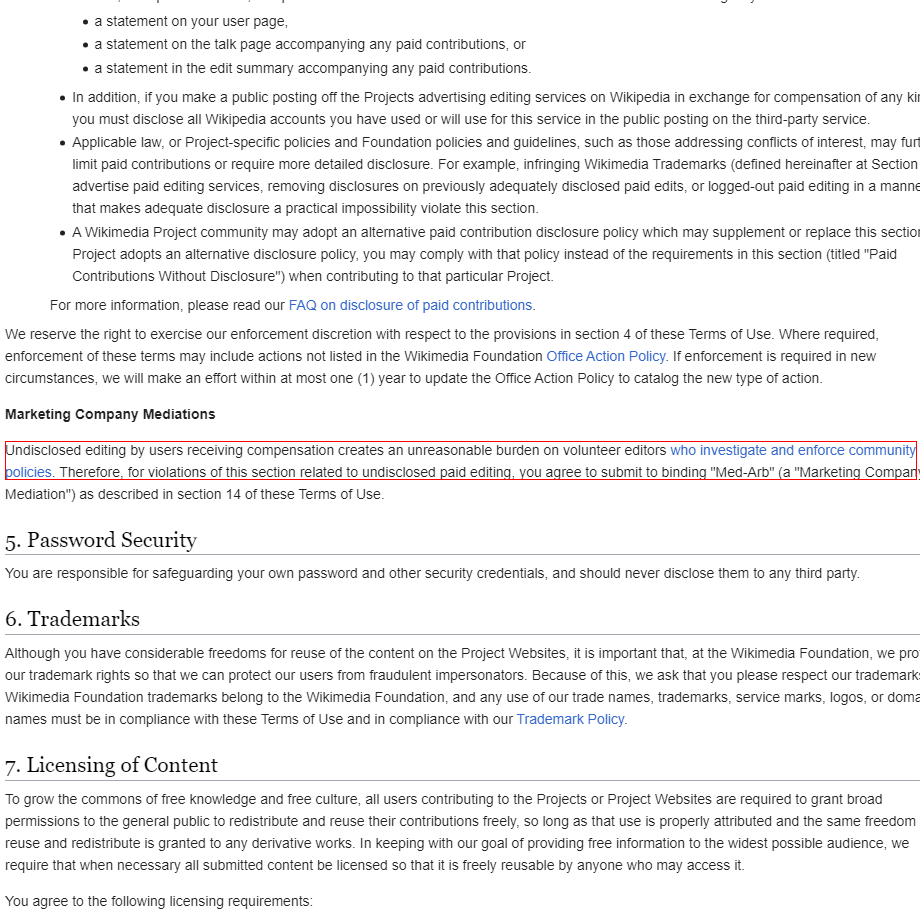 a statement on your user page,
a statement on the talk page accompanying any paid contributions, or
a statement in the edit summary accompanying any paid contributions.
In addition, if you make a public posting off the Projects advertising editing services on Wikipedia in exchange for compensation of any
you must disclose all Wikipedia accounts you have used or will use for this service in the public posting on the third-party service.
Applicable law, or Project-specific policies and Foundation policies and guidelines, such as those addressing conflicts of interest, may
limit paid contributions or require more detailed disclosure. For example, infringing Wikimedia Trademarks (defined hereinafter at Section
advertise paid editing services, removing disclosures on previously adequately disclosed paid edits, or logged-out paid editing in a
that makes adequate disclosure a practical impossibility violate this section.
A Wikimedia Project community may adopt an alternative paid contribution disclosure policy which may supplement or replace this
Project adopts an alternative disclosure policy, you may comply with that policy instead of the requirements in this section (titled "Paid
Contributions Without Disclosure") when contributing to that particular Project.
For more information, please read our FAQ on disclosure of paid contributions.
We reserve the right to exercise our enforcement discretion with respect to the provisions in section 4 of these Terms of Use. Where required,
enforcement of these terms may include actions not listed in the Wikimedia Foundation Office Action Policy. If enforcement is required in new
circumstances, we will make an effort within at most one (1) year to update the Office Action Policy to catalog the new type of action.
Marketing Company Mediations
Undisclosed editing by users receiving compensation creates an unreasonable burden on volunteer editors who investigate and enforce community
policies. Therefore, for violations of this section related to undisclosed paid editing, you agree to submit to binding "Med-Arb" (a "Marketing Company
Mediation") as described in section 14 of these Terms of Use.
5. Password Security
You are responsible for safeguarding your own password and other security credentials, and should never disclose them to any third party.
6. Trademarks
Although you have considerable freedoms for reuse of the content on the Project Websites, it is important that, at the Wikimedia Foundation, we
our trademark rights so that we can protect our users from fraudulent impersonators. Because of this, we ask that you please respect our
Wikimedia Foundation trademarks belong to the Wikimedia Foundation, and any use of our trade names, trademarks, service marks, logos, or
names must be in compliance with these Terms of Use and in compliance with our Trademark Policy.
7. Licensing of Content
To grow the commons of free knowledge and free culture, all users contributing to the Projects or Project Websites are required to grant broad
permissions to the general public to redistribute and reuse their contributions freely, so long as that use is properly attributed and the same freedom
reuse and redistribute is granted to any derivative works. In keeping with our goal of providing free information to the widest possible audience, we
require that when necessary all submitted content be licensed so that it is freely reusable by anyone who may access it.
You agree to the following licensing requirements: